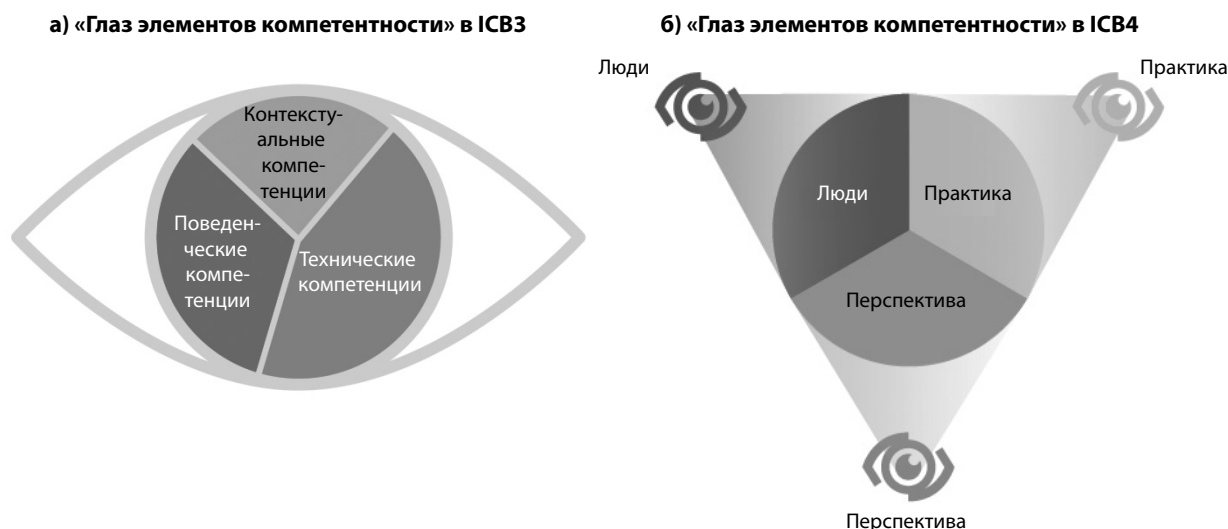 а) «Глаз элементов компетентности» в ICB3
Контексту-
альные
компе-
тенции
Поведен-
ческие
компе-
тенции
Технические
компетенции
б) «Глаз элементов компетентности» в ICB4
Люди
Практика
Люди
Практика
Перспектива
Перспектива